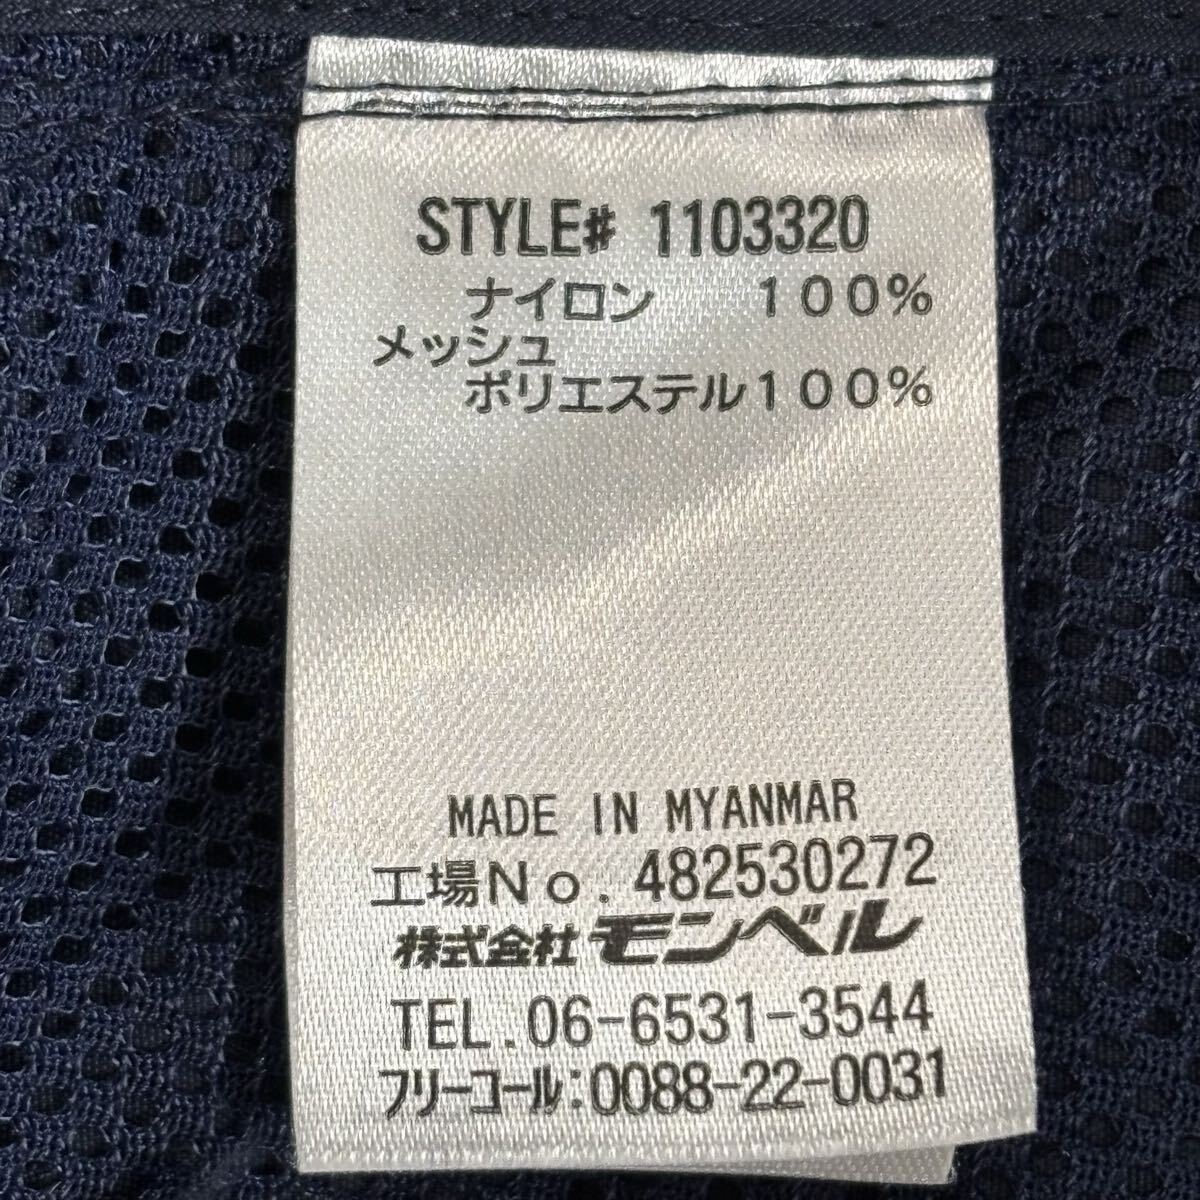 STYLE# 1103320
ナイロン 100%
メッシュ
ポリエステル100%
MADE IN MYANMAR
工場No. 482530272
株式会社モンベル
TEL.06-6531-3544
フリーコール:0088-22-0031